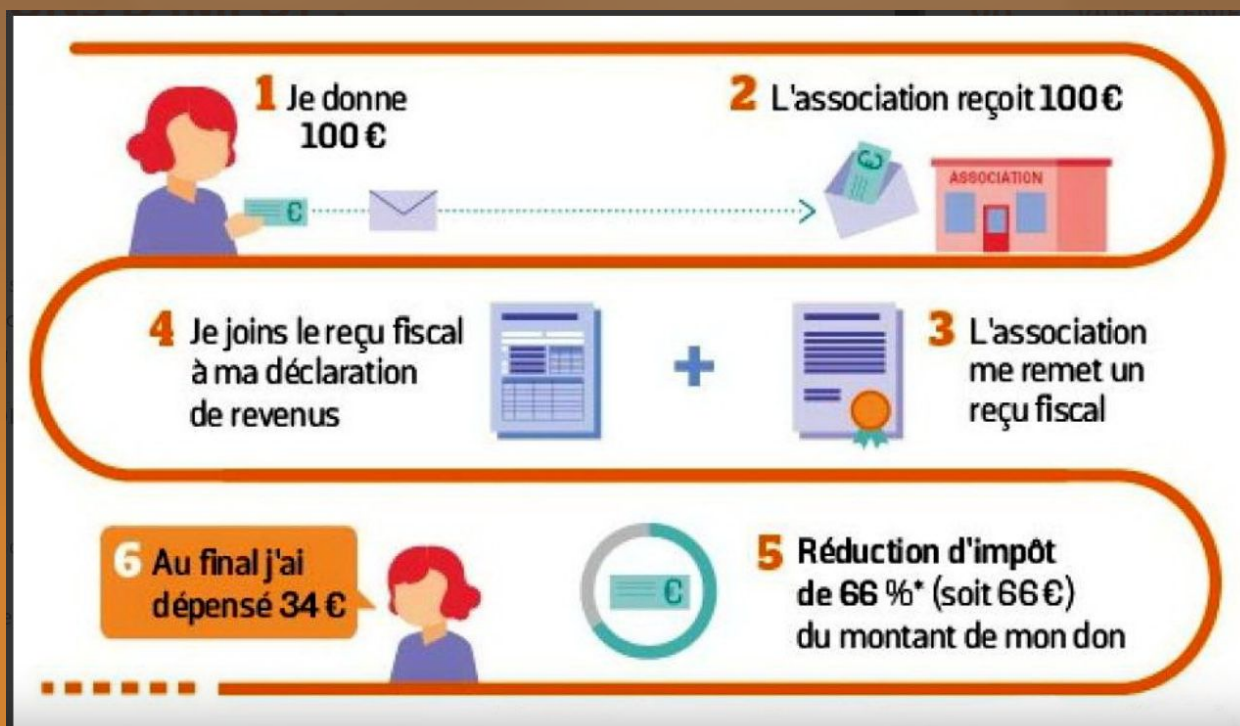 1 Je donne
100 €
2 L'association reçoit 100 €
€
€
ASSOCIATION
3 L'association
me remet un
reçu fiscal
4 Je joins le reçu fiscal
à ma déclaration
de revenus
+
5 Réduction d'impôt
de 66 %* (soit 66 €)
du montant de mon don
€
6 Au final j'ai
dépensé 34 €